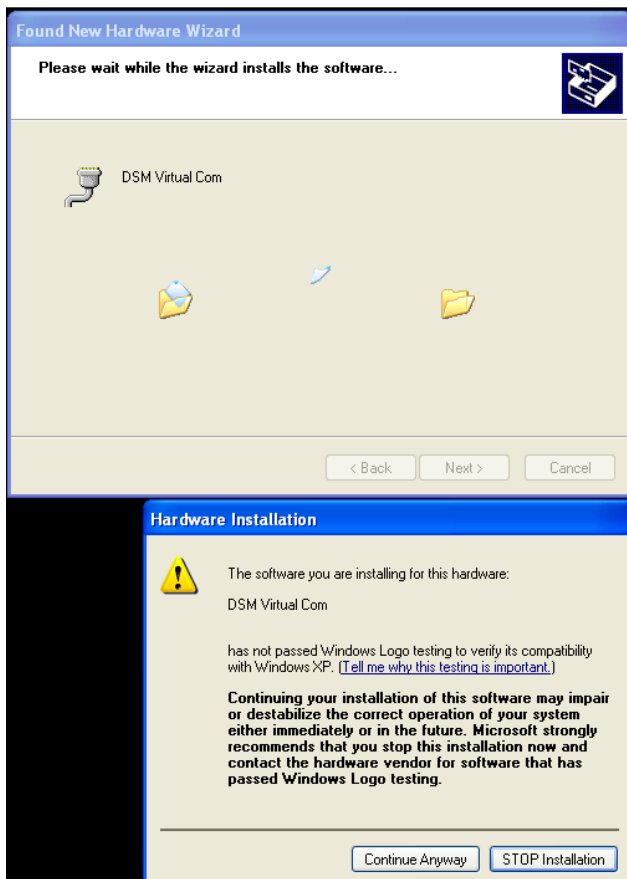 Found New Hardware Wizard
Please wait while the wizard installs the software...
DSM Virtual Com
< Back
Next >
Cancel
Hardware Installation
The software you are installing for this hardware:
DSM Virtual Com
has not passed Windows Logo testing to verify its compatibility
with Windows XP. (Tell me why this testing is important.)
Continuing your installation of this software may impair
or destabilize the correct operation of your system
either immediately or in the future. Microsoft strongly
recommends that you stop this installation now and
contact the hardware vendor for software that has
passed Windows Logo testing.
Continue Anyway
STOP Installation